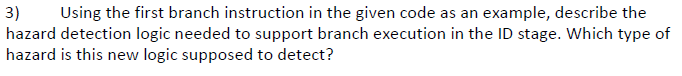 3) Using the first branch instruction in the given code as an example, describe the
hazard detection logic needed to support branch execution in the ID stage. Which type of
hazard is this new logic supposed to detect?